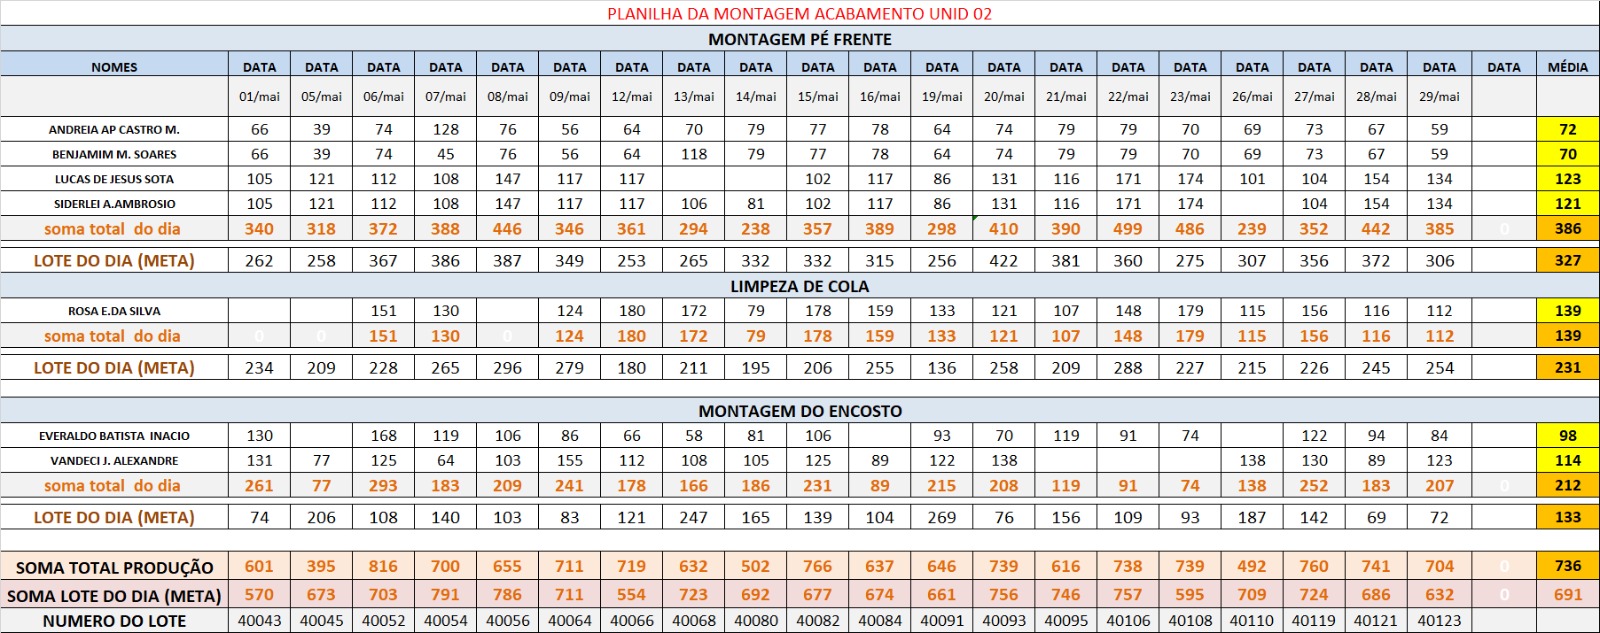 PLANILHA DA MONTAGEM ACABAMENTO UNID 02
MONTAGEM PÉ FRENTE
NOMES DATA DATA DATA DATA DATA DATA DATA DATA DATA DATA DATA DATA DATA DATA DATA DATA DATA DATA DATA DATA DATA MÉDIA
01/mai 05/mai 06/mai 07/mai 08/mai 09/mai 12/mai 13/mai 14/mai 15/mai 16/mai 19/mai 20/mai 21/mai 22/mai 23/mai 26/mai 27/mai 28/mai 29/mai
ANDREIA AP CASTRO M. 66 39 74 128 76 56 64 70 79 77 78 64 74 79 79 70 69 73 67 59 72
BENJAMIM M. SOARES 66 39 74 45 76 56 64 118 79 77 78 64 74 79 79 70 69 73 67 59 70
LUCAS DE JESUS SOTA 105 121 112 108 147 117 117 102 117 86 131 116 171 174 101 104 154 134 123
SIDERLEI A.AMBROSIO 105 121 112 108 147 117 117 106 81 102 117 86 131 116 171 174 104 154 134 121
soma total do dia 340 318 372 388 446 346 361 294 238 357 389 298 410 390 499 486 239 352 442 385 0 386
LOTE DO DIA (META) 262 258 367 386 387 349 253 265 332 332 315 256 422 381 360 275 307 356 372 306 327
LIMPEZA DE COLA
ROSA E.DA SILVA 151 130 124 180 172 79 178 159 133 121 107 148 179 115 156 116 112 139
soma total do dia 0 0 151 130 0 124 180 172 79 178 159 133 121 107 148 179 115 156 116 112 139
LOTE DO DIA (META) 234 209 228 265 296 279 180 211 195 206 255 136 258 209 288 227 215 226 245 254 231
MONTAGEM DO ENCOSTO
EVERALDO BATISTA INACIO 130 168 119 106 86 66 58 81 106 93 70 119 91 74 122 94 84 98
VANDECI J. ALEXANDRE 131 77 125 64 103 155 112 108 105 125 89 122 138 138 130 89 123 114
soma total do dia 261 77 293 183 209 241 178 166 186 231 89 215 208 119 91 74 138 252 183 207 0 212
LOTE DO DIA (META) 74 206 108 140 103 83 121 247 165 139 104 269 76 156 109 93 187 142 69 72 133
SOMA TOTAL PRODUÇÃO 601 395 816 700 655 711 719 632 502 766 637 646 739 616 738 739 492 760 741 704 0 736
SOMA LOTE DO DIA (META) 570 673 703 791 786 711 554 723 692 677 674 661 756 746 757 595 709 724 686 632 0 691
NUMERO DO LOTE 40043 40045 40052 40054 40056 40064 40066 40068 40080 40082 40084 40091 40093 40095 40106 40108 40110 40119 40121 40123